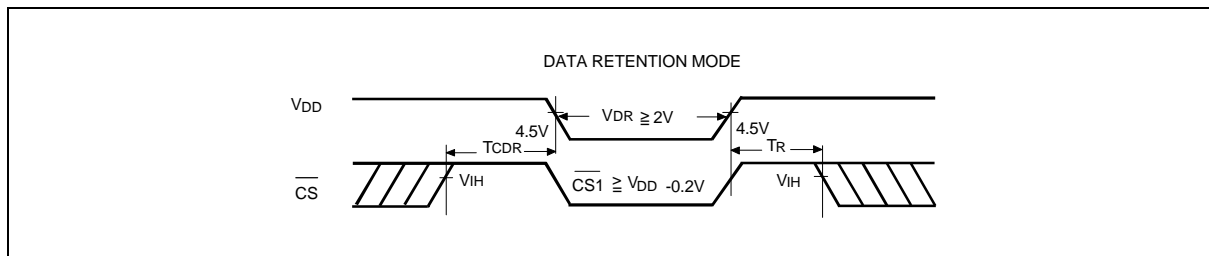 DATA RETENTION MODE
VDD
VDR ≧ 2V
4.5V
4.5V
TCDR
TR
CS
VIH
CS1 ≧ VDD -0.2V
VIH